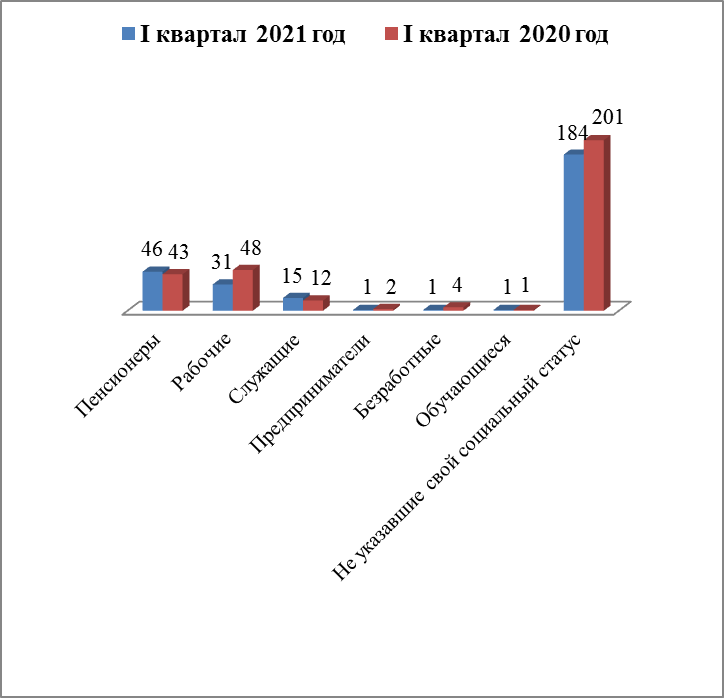 I квартал 2021 год I квартал 2020 год
46 43 31 48 15 12 1 2 1 4 1 1 184 201
Пенсионеры
Рабочие
Служащие
Предприниматели
Безработные
Обучающиеся
Не указавшие свой социальный статус